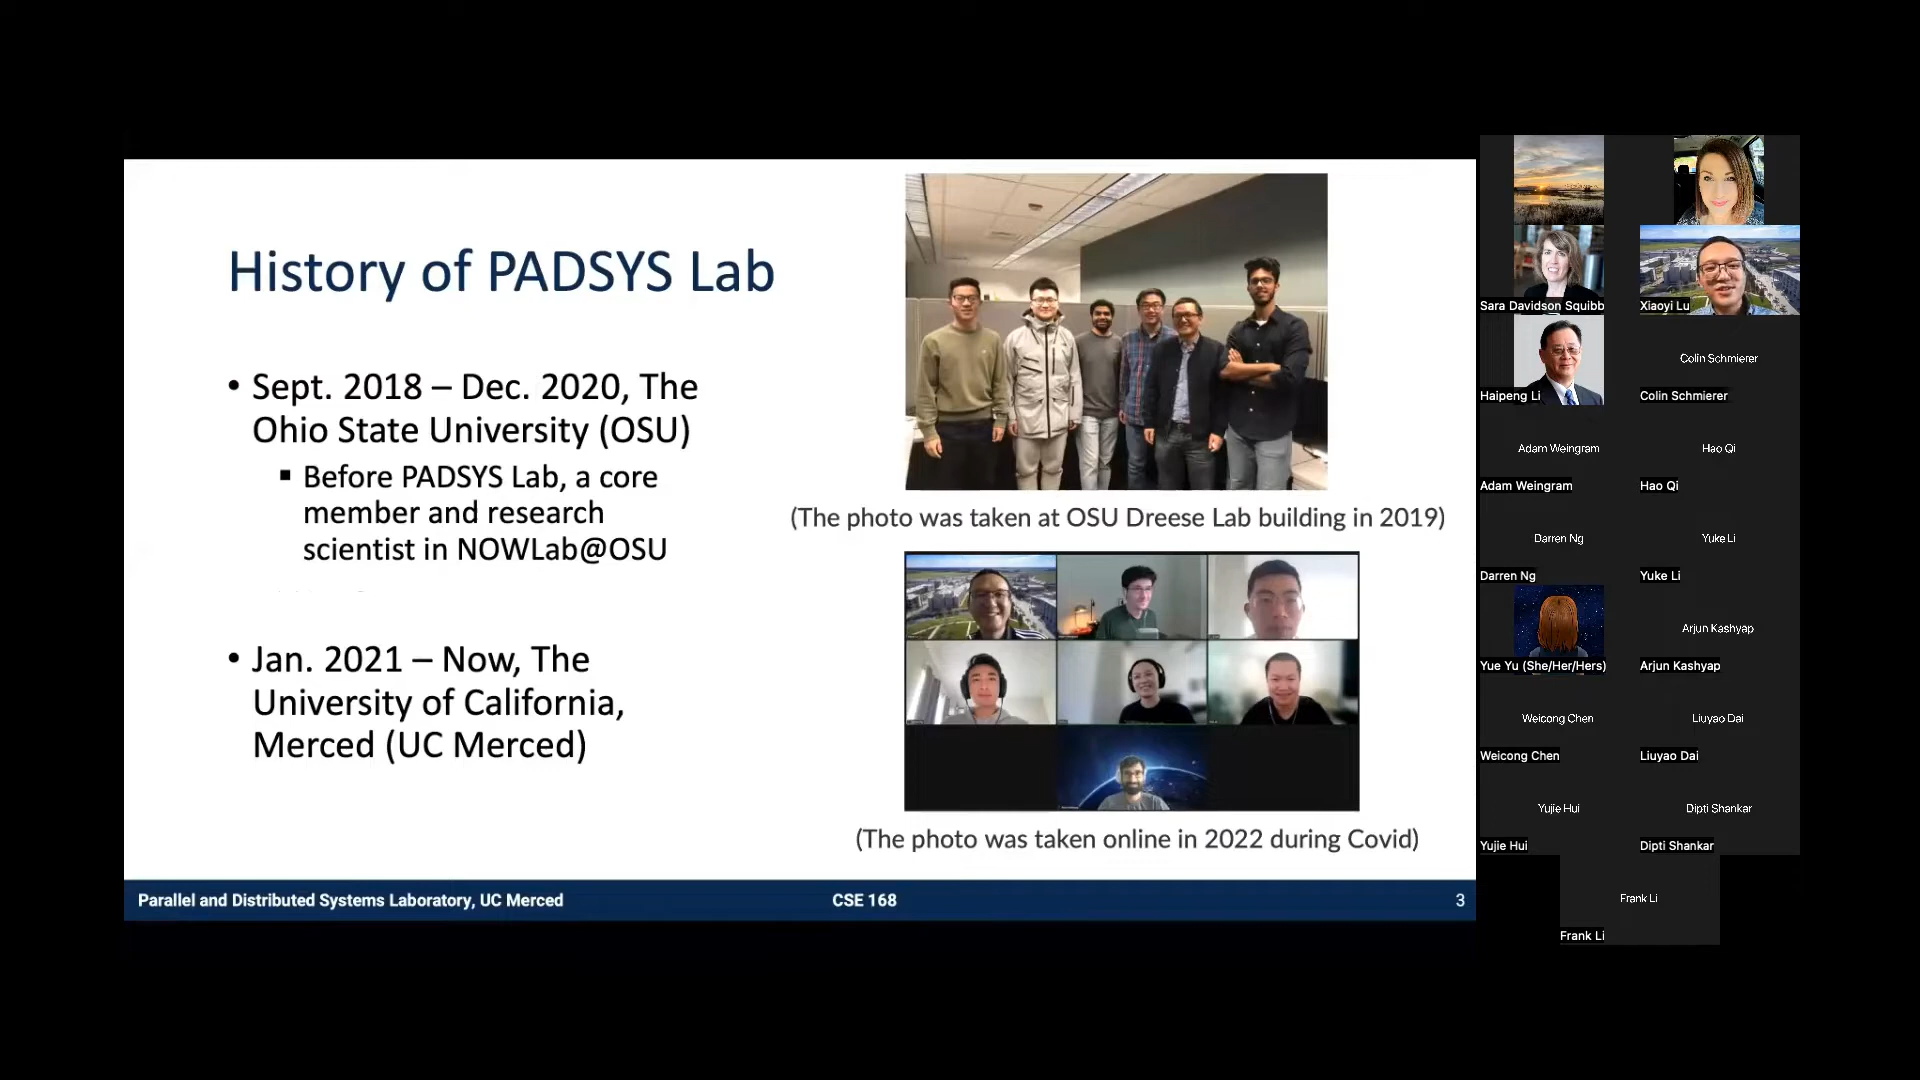 History of PADSYS Lab
• Sept. 2018 – Dec. 2020, The
Ohio State University (OSU)
▪ Before PADSYS Lab, a core
member and research
scientist in NOWLab@OSU
• Jan. 2021 – Now, The
University of California,
Merced (UC Merced)
(The photo was taken at OSU Dreese Lab building in 2019)
(The photo was taken online in 2022 during Covid)
Parallel and Distributed Systems Laboratory, UC Merced
CSE 168
3
Sara Davidson Squibb
Xiaoyi Lu
Haipeng Li
Colin Schmierer
Colin Schmierer
Adam Weingram
Adam Weingram
Hao Qi
Hao Qi
Darren Ng
Darren Ng
Yuke Li
Yuke Li
Yue Yu (She/Her/Hers)
Arjun Kashyap
Arjun Kashyap
Weicong Chen
Weicong Chen
Liuyao Dai
Liuyao Dai
Yujie Hui
Yujie Hui
Dipti Shankar
Dipti Shankar
Frank Li
Frank Li